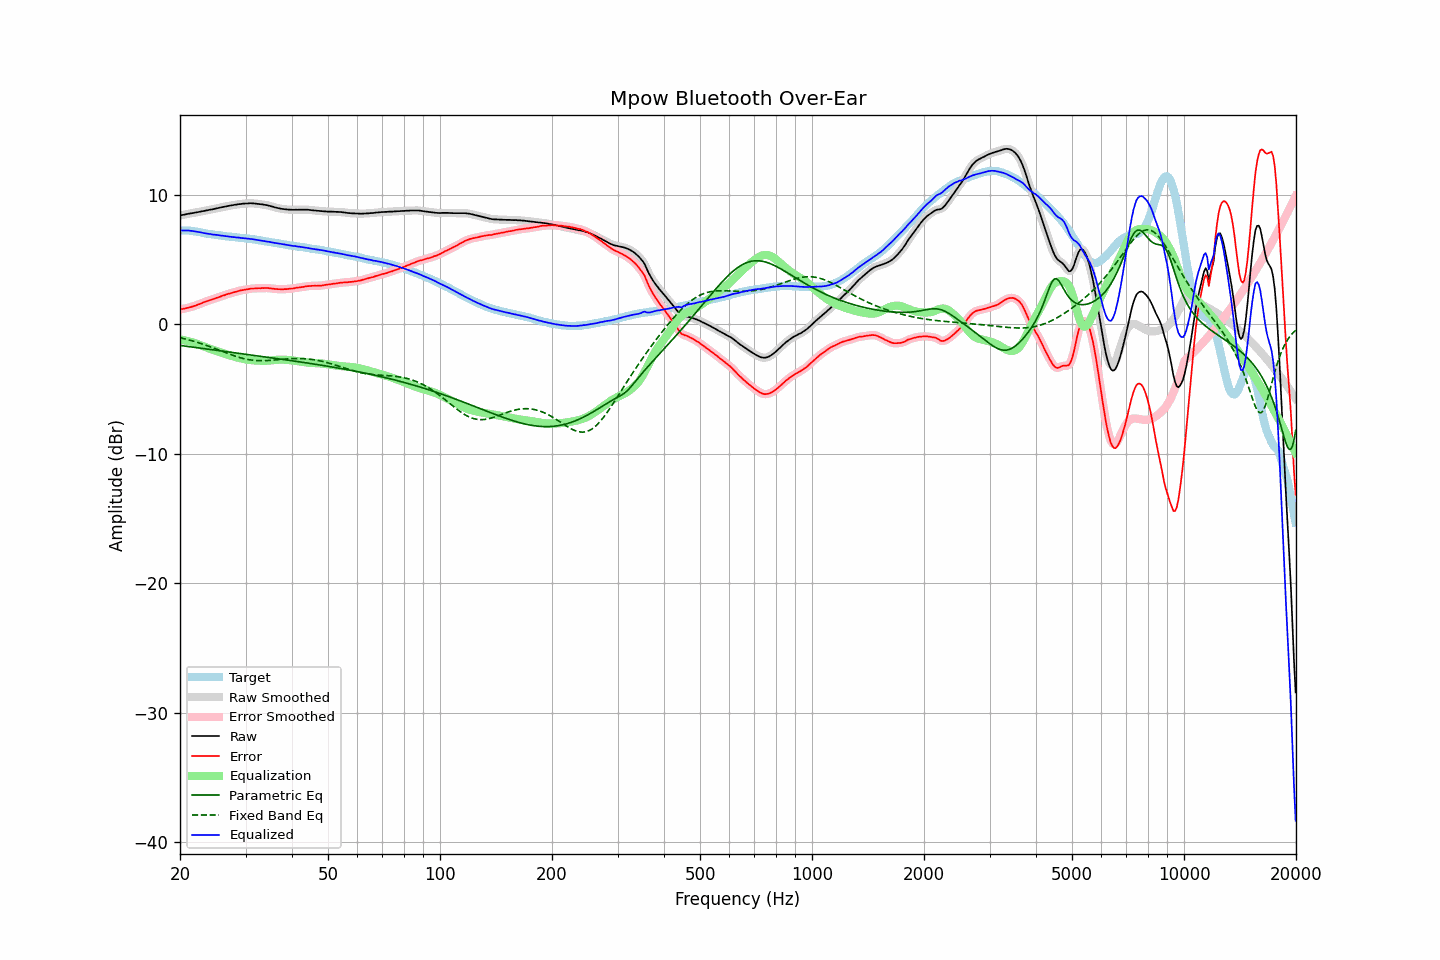 Mpow Bluetooth Over-Ear
Amplitude (dBr)
10
0
−10
−20
−30
−40
Target
Raw Smoothed
Error Smoothed
Raw
Error
Equalization
Parametric Eq
Fixed Band Eq
Equalized
20 50 100 200 500 1000 2000 5000 10000 20000
Frequency (Hz)